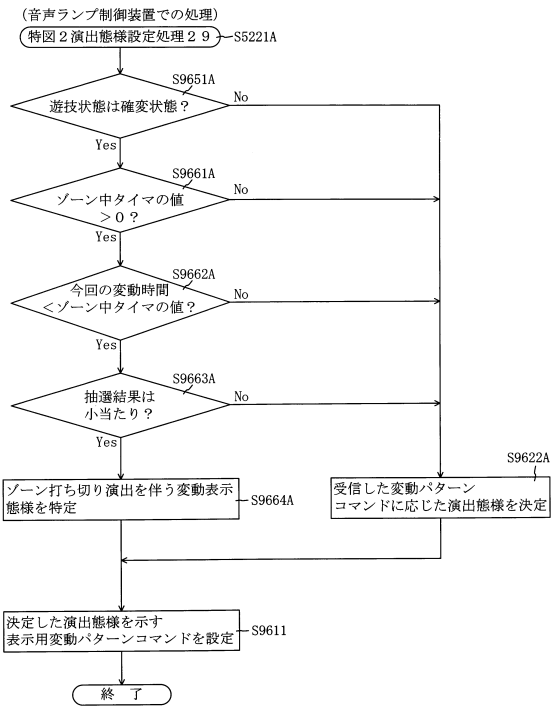 （音声ランプ制御装置での処理）
特図２演出態様設定処理２９
S5221A
S9651A
遊技状態は確変状態？
No
Yes
S9661A
ゾーン中タイマの値
＞０？
No
Yes
S9662A
今回の変動時間
＜ゾーン中タイマの値？
No
Yes
S9663A
抽選結果は
小当たり？
No
Yes
S9622A
ゾーン打ち切り演出を伴う変動表示
態様を特定
S9664A
受信した変動パターン
コマンドに応じた演出態様を決定
決定した演出態様を示す
表示用変動パターンコマンドを設定
S9611
終 了